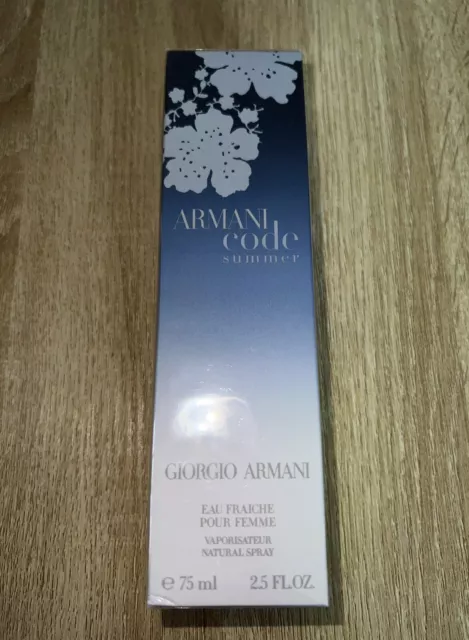 ARMANI
code
summer
GIORGIO ARMANI
EAU FRAICHE
POUR FEMME
VAPORISATEUR
NATURAL SPRAY
℮ 75 ml 2.5 FL.OZ.